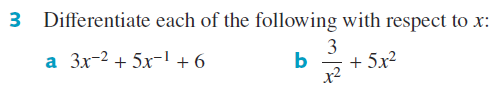 3 Differentiate each of the following with respect to x:
a 3x⁻² + 5x⁻¹ + 6 b 3/x² + 5x²